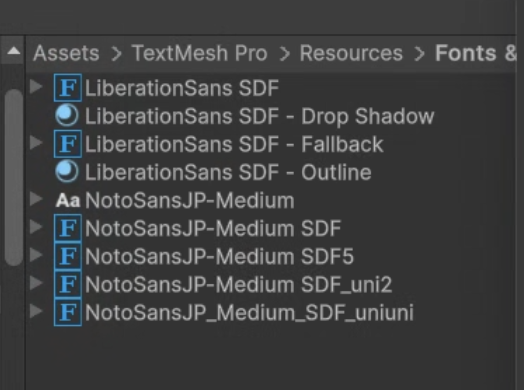 Assets > TextMesh Pro > Resources > Fonts &
LiberationSans SDF
LiberationSans SDF - Drop Shadow
LiberationSans SDF - Fallback
LiberationSans SDF - Outline
Aa NotoSansJP-Medium
NotoSansJP-Medium SDF
NotoSansJP-Medium SDF5
NotoSansJP-Medium SDF_uni2
NotoSansJP_Medium_SDF_uniuni